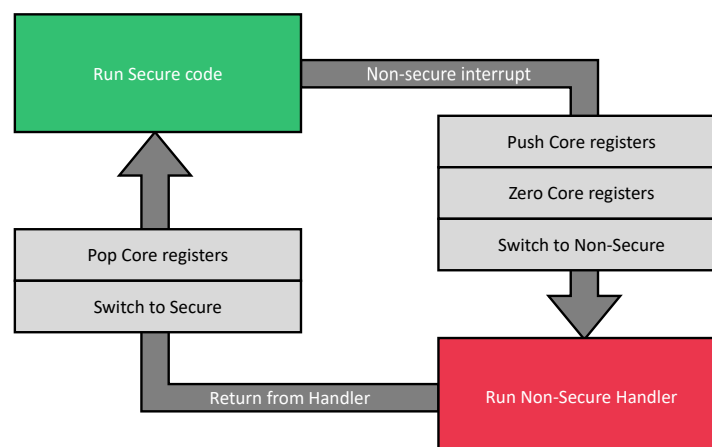 Run Secure code
Non-secure interrupt
Push Core registers
Zero Core registers
Switch to Non-Secure
Run Non-Secure Handler
Return from Handler
Switch to Secure
Pop Core registers